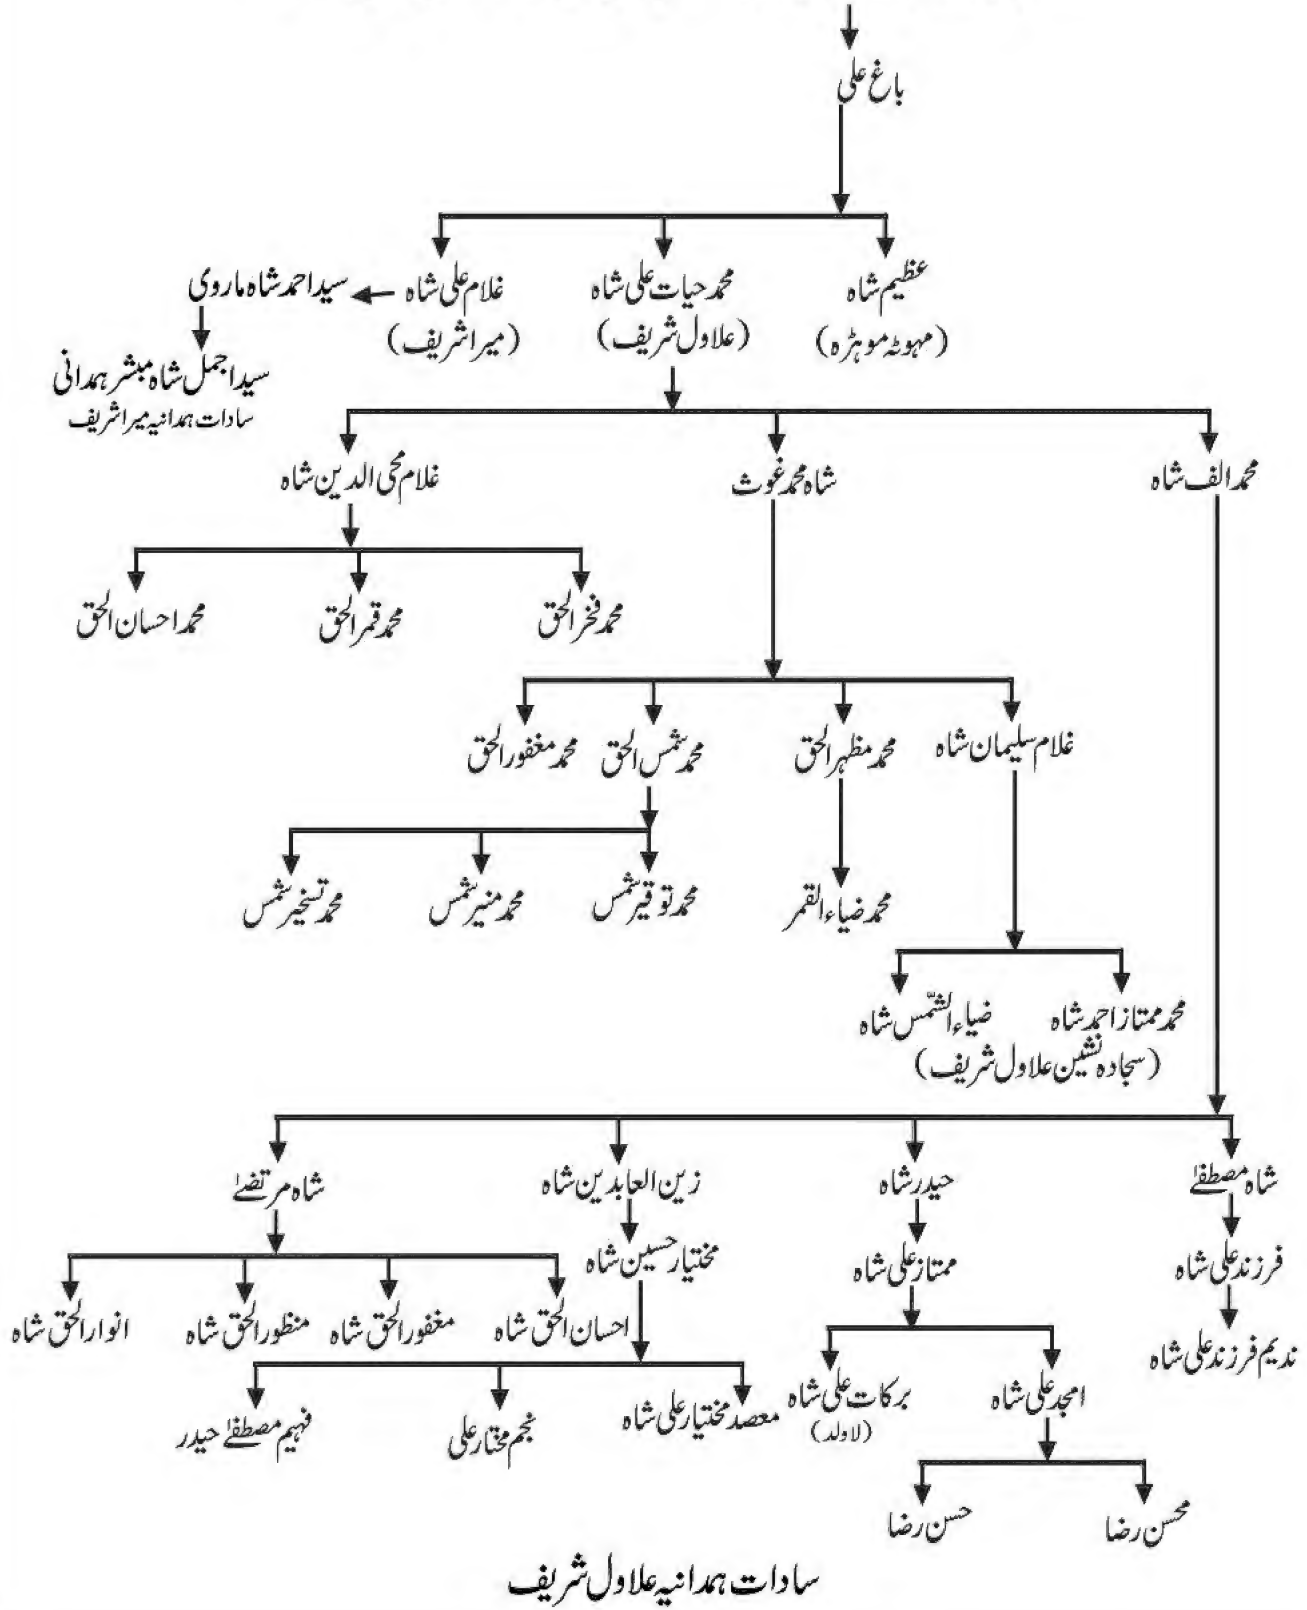 باغ علی
عظیم شاہ
(مہوٹہ موہڑہ)
محمد حیات علی شاہ
(علاول شریف)
غلام علی شاہ
(میرا شریف)
سید احمد شاہ ماروی
سید اجمل شاہ مبشر ہمدانی
سادات ہمدانیہ میرا شریف
محمد الف شاہ
شاہ محمد غوث
غلام محی الدین شاہ
محمد فخر الحق
محمد قمر الحق
محمد احسان الحق
غلام سلیمان شاہ
محمد مظہر الحق
محمد شمس الحق
محمد مغفور الحق
محمد ضیاء القمر
محمد توقیر شمس
محمد منیر شمس
محمد تسخیر شمس
محمد ممتاز احمد شاہ
ضیاء الشّمس شاہ
(سجادہ نشین علاول شریف)
شاہ مصطفےٰ
حیدر شاہ
زین العابدین شاہ
شاہ مرتضےٰ
فرزند علی شاہ
ممتاز علی شاہ
مختیار حسین شاہ
ندیم فرزند علی شاہ
احسان الحق شاہ
مغفور الحق شاہ
منظور الحق شاہ
انوار الحق شاہ
امجد علی شاہ
برکات علی شاہ
(لاولد)
معصد مختیار علی شاہ
نجم مختار علی
فہیم مصطفےٰ حیدر
محسن رضا
حسن رضا
سادات ہمدانیہ علاول شریف